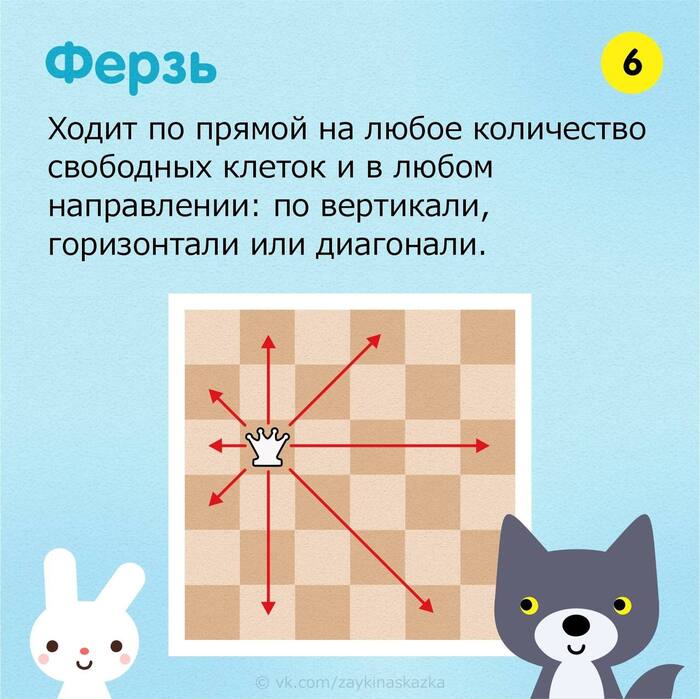 Ферзь
6
Ходит по прямой на любое количество
свободных клеток и в любом
направлении: по вертикали,
горизонтали или диагонали.
© vk.com/zaykinaskazka